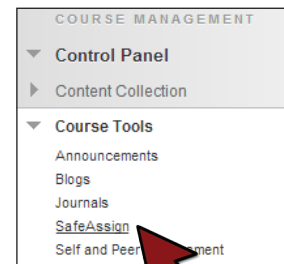 COURSE MANAGEMENT
Control Panel
Content Collection
Course Tools
Announcements
Blogs
Journals
SafeAssign
Self and Peer